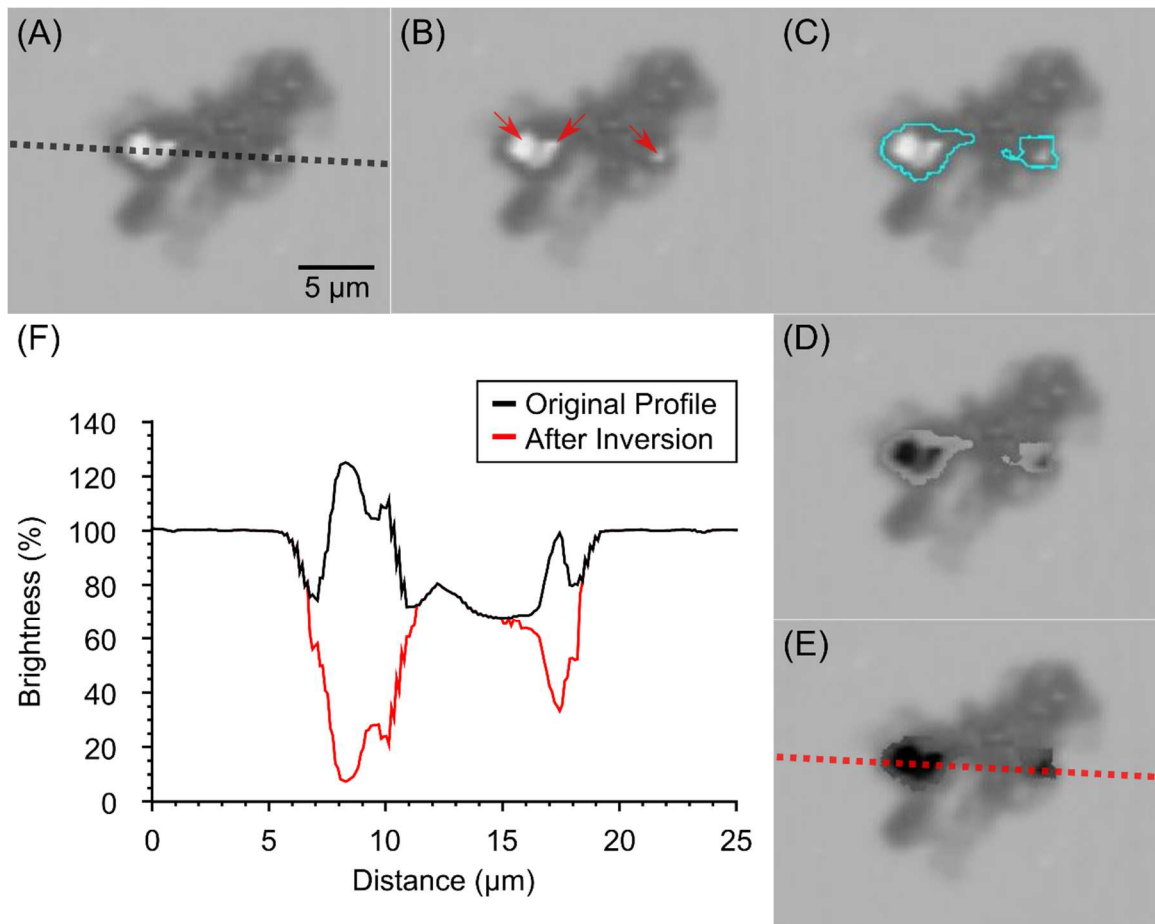 (A)
(B)
(C)
5 µm
(F)
(D)
Original Profile
After Inversion
140
120
100
80
60
40
20
0
Brightness (%)
0 5 10 15 20 25
Distance (µm)
(E)